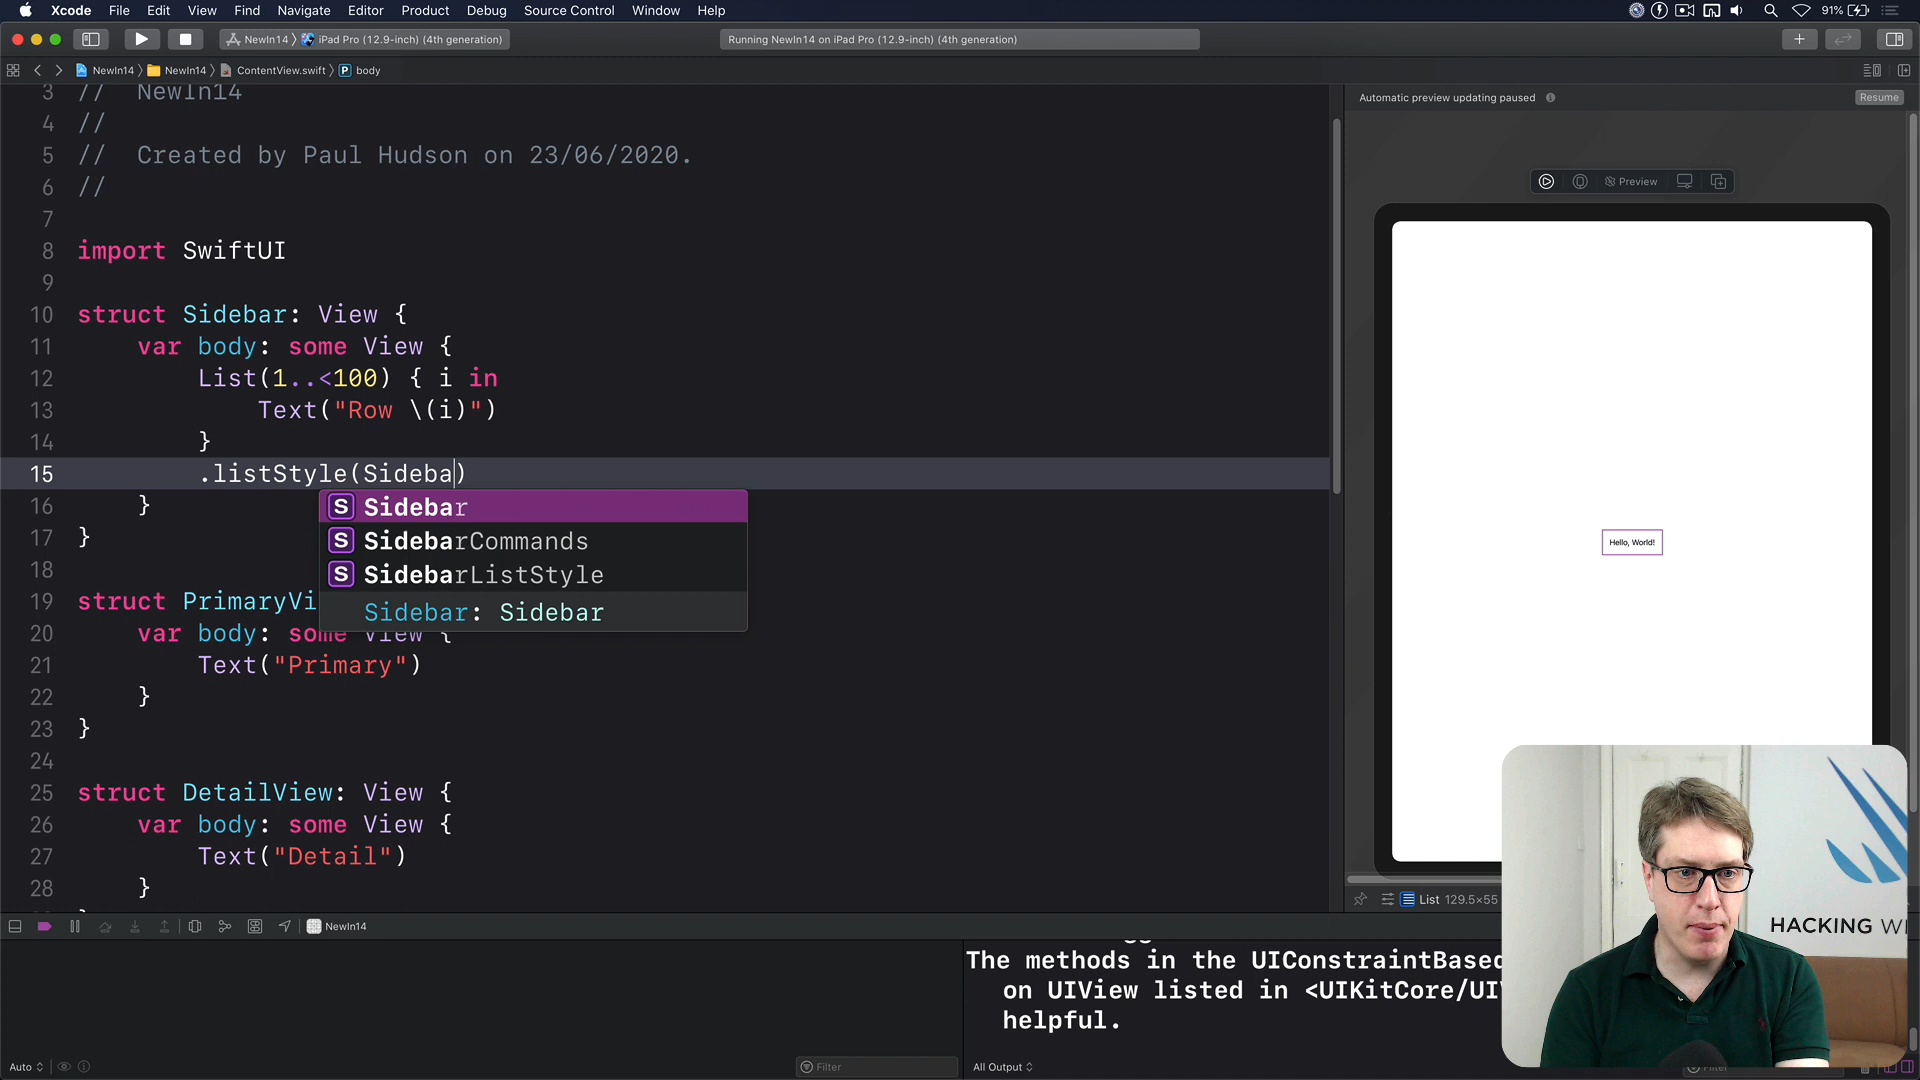 Xcode File Edit View Find Navigate Editor Product Debug Source Control Window Help 91%
NewIn14 iPad Pro (12.9-inch) (4th generation) Running NewIn14 on iPad Pro (12.9-inch) (4th generation)
NewIn14 NewIn14 ContentView.swift P body
3 // NewIn14
4 //
5 // Created by Paul Hudson on 23/06/2020.
6 //
7
8 import SwiftUI
9
10 struct Sidebar: View {
11 var body: some View {
12 List(1..<100) { i in
13 Text("Row \(i)")
14 }
15 .listStyle(Sideba)
S Sidebar
S SidebarCommands
S SidebarListStyle
Sidebar: Sidebar
16 }
17 }
18
19 struct PrimaryVi
20 var body: some View {
21 Text("Primary")
22 }
23 }
24
25 struct DetailView: View {
26 var body: some View {
27 Text("Detail")
28 }
Automatic preview updating paused Resume
Preview
Hello, World!
List 129.5×55
HACKING WI
NewIn14
The methods in the UIConstraintBased
on UIView listed in <UIKitCore/UIV
helpful.
Auto Filter All Output Filter